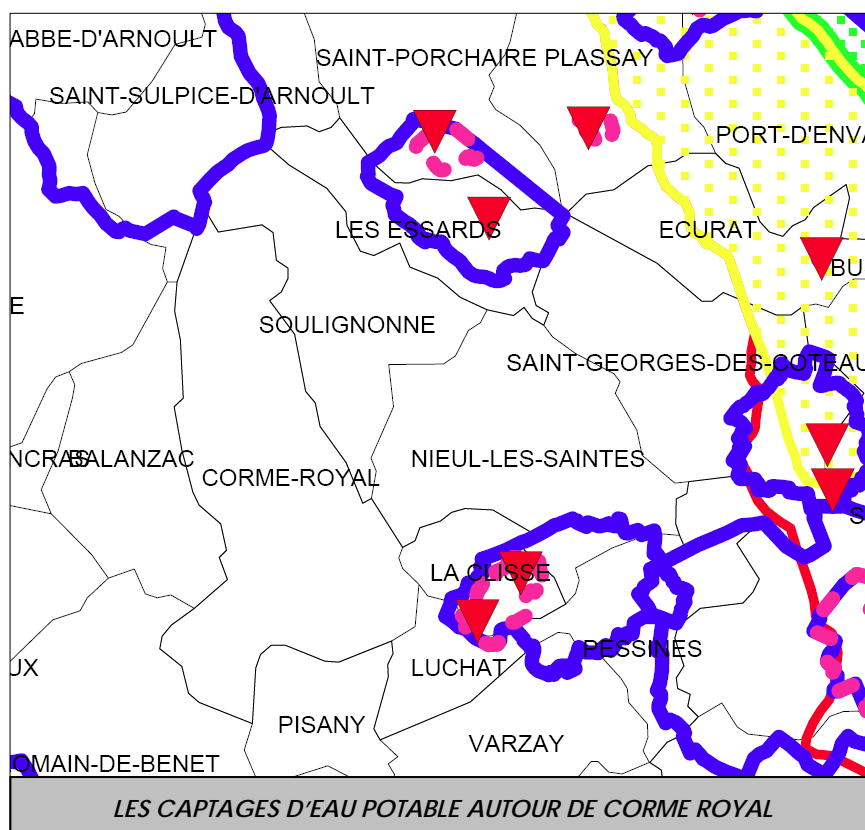 ABBE-D'ARNOULT
SAINT-PORCHAIRE PLASSAY
SAINT-SULPICE-D'ARNOULT
PORT-D'ENVA
LES ESSARDS
ECURAT
BU
E
SOULIGNONNE
SAINT-GEORGES-DES-COTEAU
NCRAS
BALANZAC
NIEUL-LES-SAINTES
CORME-ROYAL
S
LA CLISSE
PESSINES
UX
LUCHAT
PISANY
VARZAY
OMAIN-DE-BENET
LES CAPTAGES D'EAU POTABLE AUTOUR DE CORME ROYAL